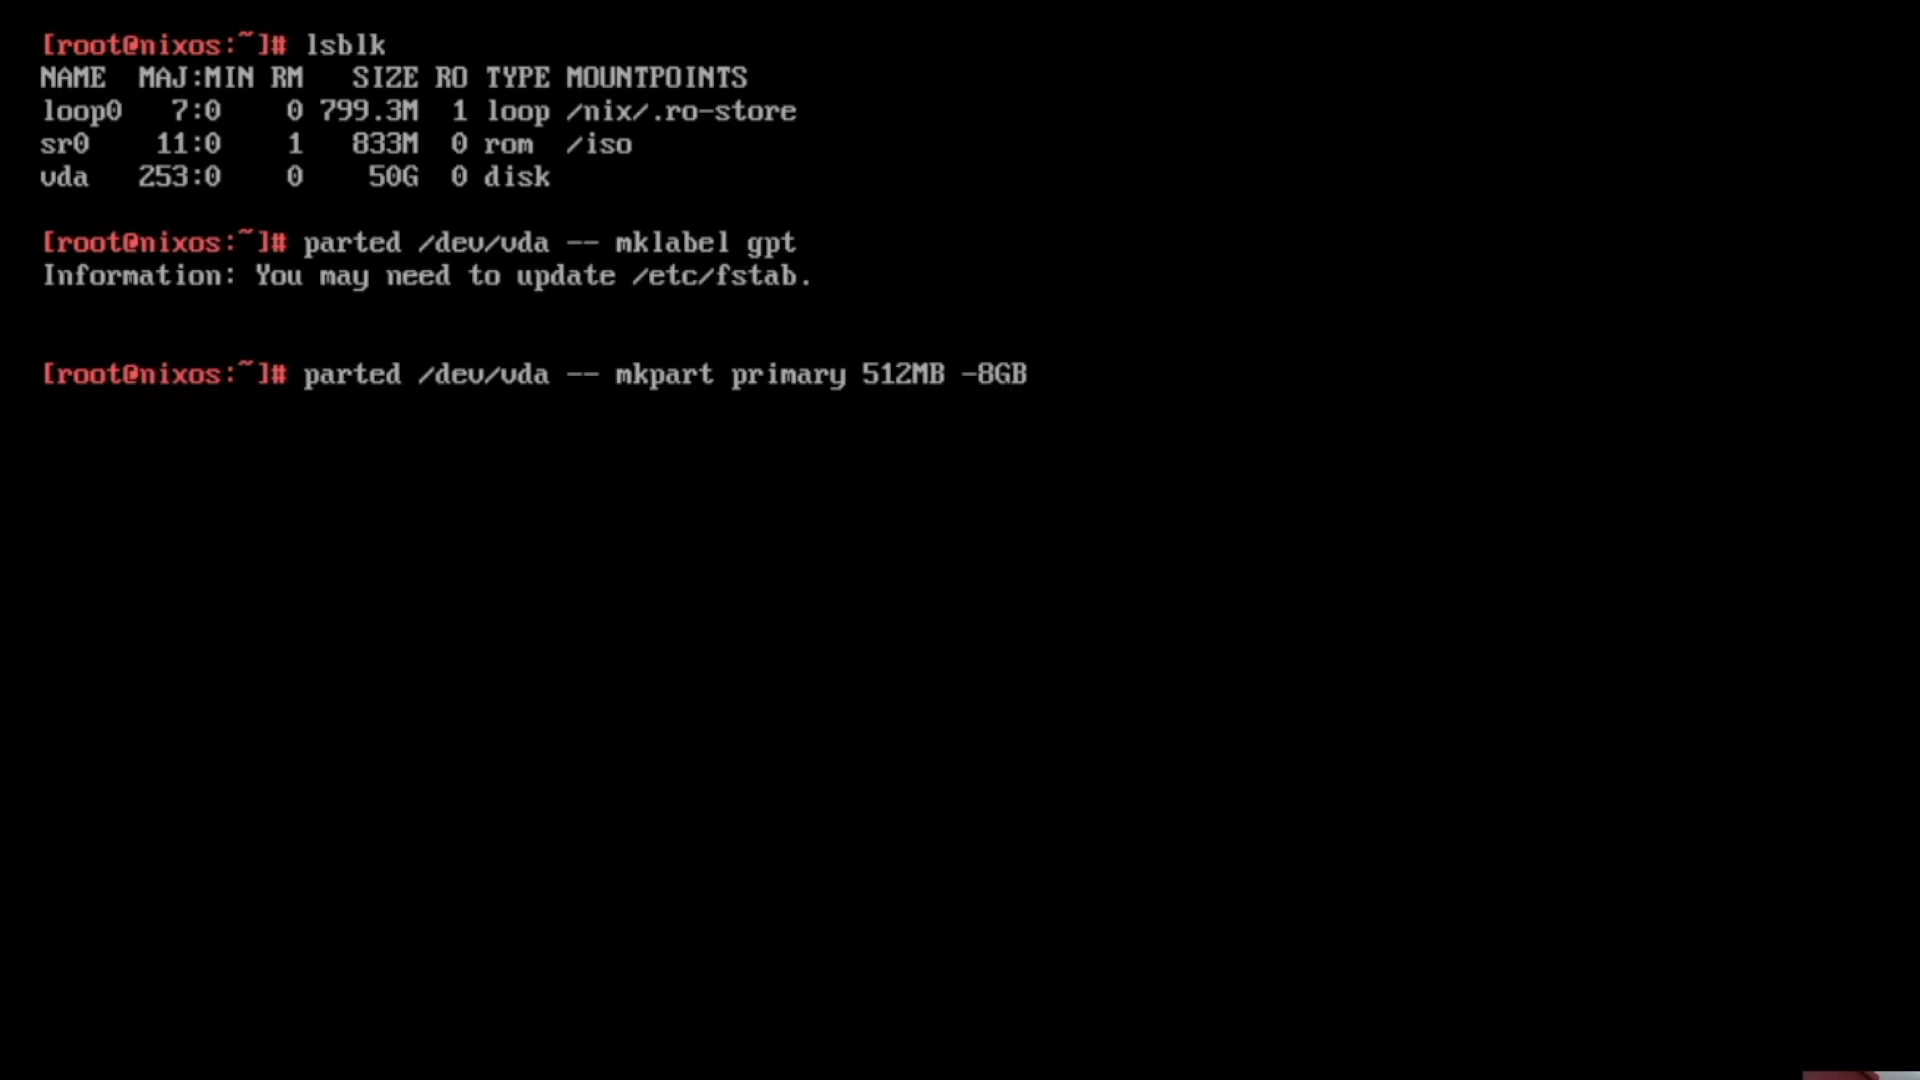 [root@nixos:~]# lsblk
NAME  MAJ:MIN RM   SIZE RO TYPE MOUNTPOINTS
loop0   7:0    0 799.3M  1 loop /nix/.ro-store
sr0    11:0    1   833M  0 rom  /iso
vda   253:0    0    50G  0 disk
[root@nixos:~]# parted /dev/vda -- mklabel gpt
Information: You may need to update /etc/fstab.
[root@nixos:~]# parted /dev/vda -- mkpart primary 512MB -8GB